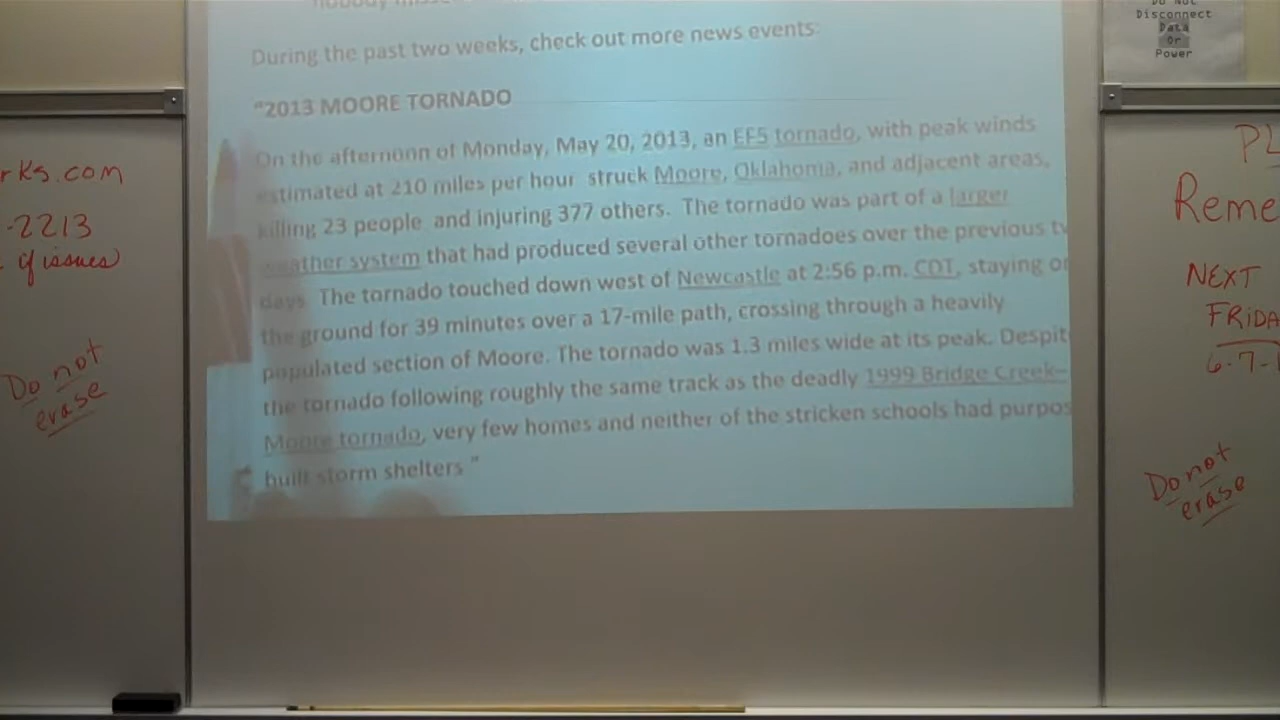 During the past two weeks, check out more news events:
"2013 MOORE TORNADO
On the afternoon of Monday, May 20, 2013, an EF5 tornado, with peak winds
estimated at 210 miles per hour struck Moore, Oklahoma, and adjacent areas,
killing 23 people and injuring 377 others. The tornado was part of a larger
weather system that had produced several other tornadoes over the previous tw
days. The tornado touched down west of Newcastle at 2:56 p.m. CDT, staying on
the ground for 39 minutes over a 17-mile path, crossing through a heavily
populated section of Moore. The tornado was 1.3 miles wide at its peak. Despit
the tornado following roughly the same track as the deadly 1999 Bridge Creek–
Moore tornado, very few homes and neither of the stricken schools had purpos
built storm shelters "
rks.com
-2213
if issues
Do not
erase
Do Not
Disconnect
Data
Or
Power
PL
Reme
NEXT
FRIDA
6-7-1
Do not
erase